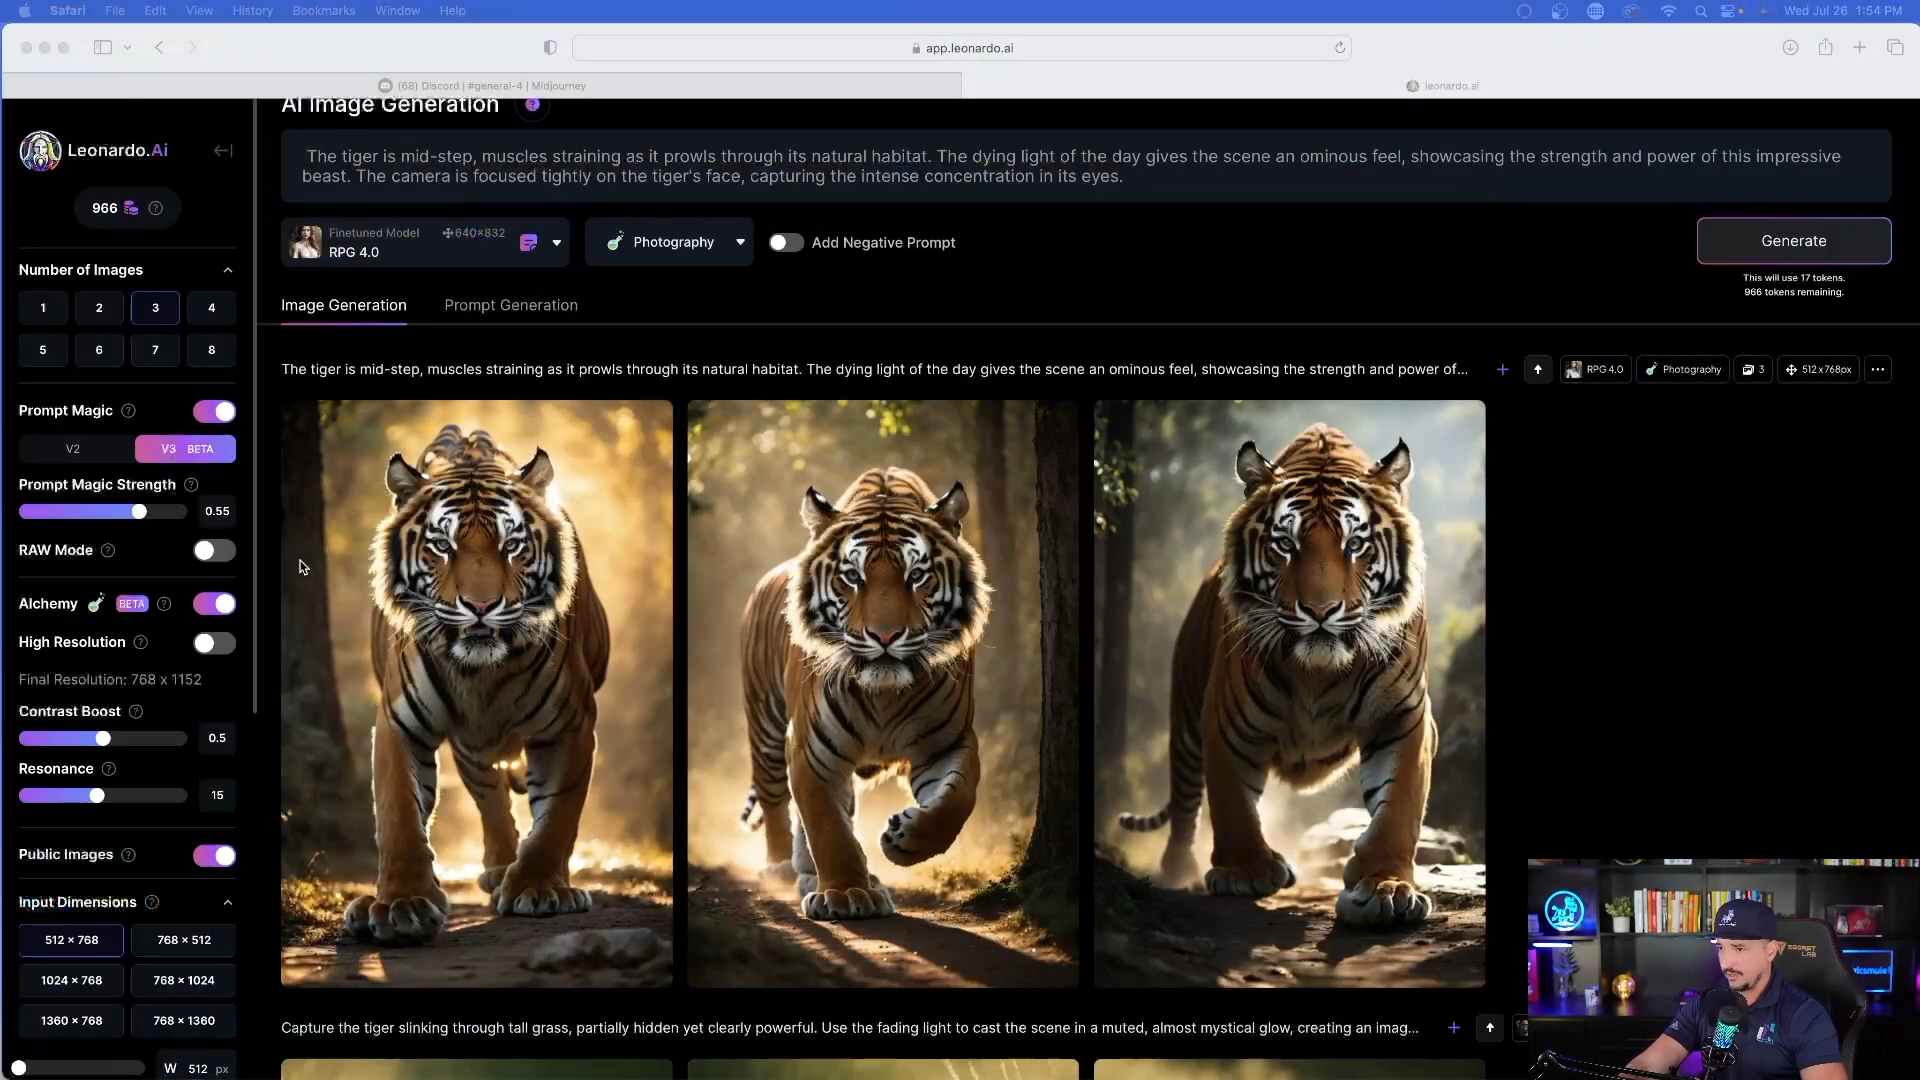 Safari File Edit View History Bookmarks Window Help
Wed Jul 26 1:54 PM
app.leonardo.ai
(68) Discord | #general-4 | Midjourney
leonardo.ai
AI Image Generation
?
Leonardo.Ai
966
The tiger is mid-step, muscles straining as it prowls through its natural habitat. The dying light of the day gives the scene an ominous feel, showcasing the strength and power of this impressive
beast. The camera is focused tightly on the tiger's face, capturing the intense concentration in its eyes.
Finetuned Model 640×832
RPG 4.0
Photography
Add Negative Prompt
Generate
This will use 17 tokens.
966 tokens remaining.
Image Generation
Prompt Generation
Number of Images
1 2 3 4
5 6 7 8
Prompt Magic
V2
V3 BETA
Prompt Magic Strength
0.55
RAW Mode
Alchemy BETA
High Resolution
Final Resolution: 768 x 1152
Contrast Boost
0.5
Resonance
15
Public Images
Input Dimensions
512 × 768 768 × 512
1024 × 768 768 × 1024
1360 × 768 768 × 1360
W 512 px
The tiger is mid-step, muscles straining as it prowls through its natural habitat. The dying light of the day gives the scene an ominous feel, showcasing the strength and power of...
RPG 4.0
Photography
3
512x768px
Capture the tiger slinking through tall grass, partially hidden yet clearly powerful. Use the fading light to cast the scene in a muted, almost mystical glow, creating an imag...
SECRET
LAB